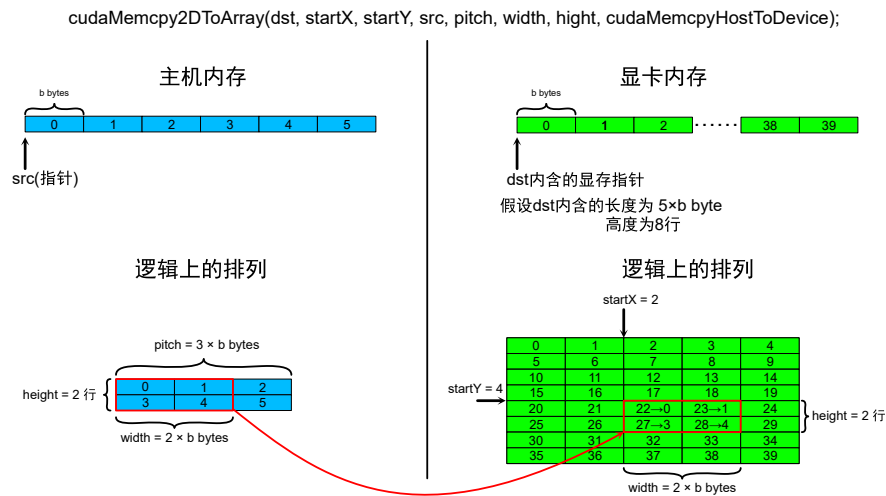 cudaMemcpy2DToArray(dst, startX, startY, src, pitch, width, hight, cudaMemcpyHostToDevice);
主机内存
b bytes
0 1 2 3 4 5
src(指针)
逻辑上的排列
pitch = 3 × b bytes
height = 2 行
0 1 2
3 4 5
width = 2 × b bytes
显卡内存
b bytes
0 1 2 ······ 38 39
dst内含的显存指针
假设dst内含的长度为 5×b byte
高度为8行
逻辑上的排列
startX = 2
startY = 4
0 1 2 3 4
5 6 7 8 9
10 11 12 13 14
15 16 17 18 19
20 21 22→0 23→1 24
25 26 27→3 28→4 29
30 31 32 33 34
35 36 37 38 39
height = 2 行
width = 2 × b bytes